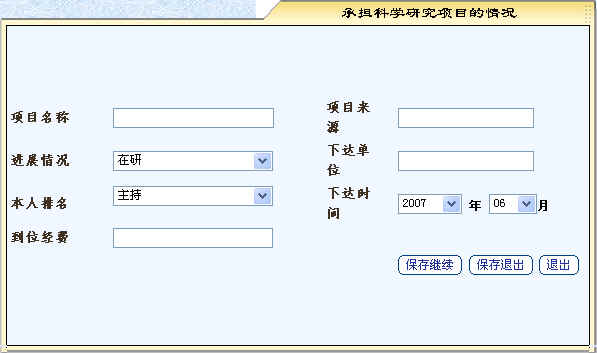 承担科学研究项目的情况
项目名称
项目来
源
进展情况 在研
下达单
位
本人排名 主持
下达时
间
2007 年 06 月
到位经费
保存继续 保存退出 退出